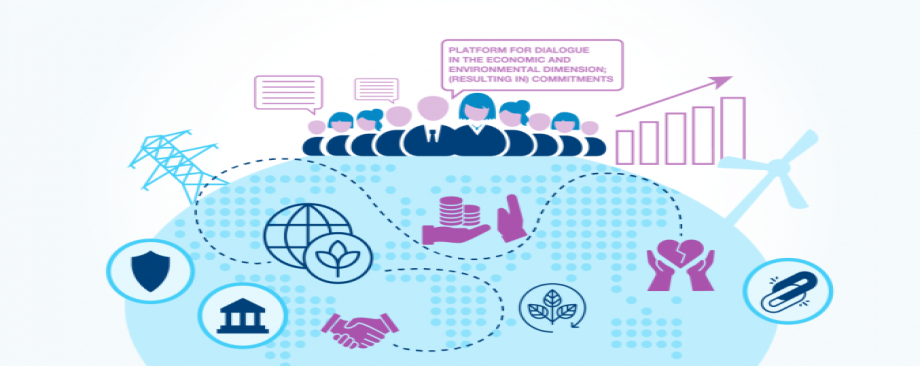 PLATFORM FOR DIALOGUE
IN THE ECONOMIC AND
ENVIRONMENTAL DIMENSION;
(RESULTING IN) COMMITMENTS